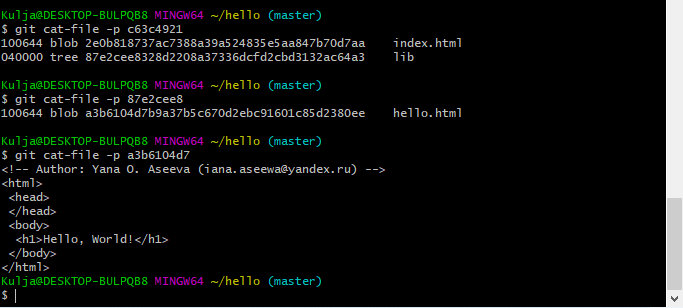 Kulja@DESKTOP-BULPQB8 MINGW64 ~/hello (master)
$ git cat-file -p c63c4921
100644 blob 2e0b818737ac7388a39a524835e5aa847b70d7aa    index.html
040000 tree 87e2cee8328d2208a37336dcfd2cbd3132ac64a3    lib

Kulja@DESKTOP-BULPQB8 MINGW64 ~/hello (master)
$ git cat-file -p 87e2cee8
100644 blob a3b6104d7b9a37b5c670d2ebc91601c85d2380ee    hello.html

Kulja@DESKTOP-BULPQB8 MINGW64 ~/hello (master)
$ git cat-file -p a3b6104d7
<!-- Author: Yana O. Aseeva (iana.aseewa@yandex.ru) -->
<html>
 <head>
 </head>
 <body>
  <h1>Hello, World!</h1>
 </body>
</html>
Kulja@DESKTOP-BULPQB8 MINGW64 ~/hello (master)
$